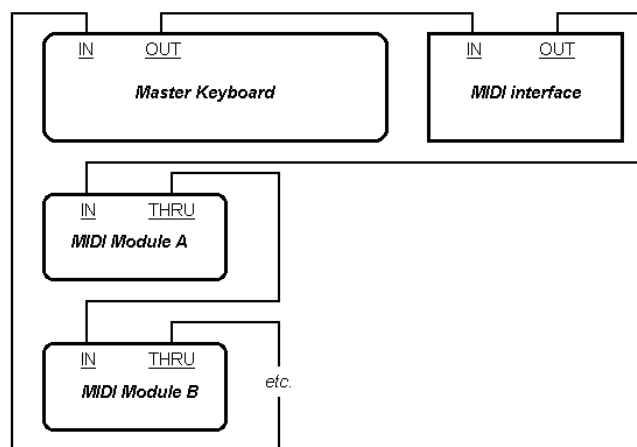 IN OUT IN OUT
Master Keyboard MIDI interface
IN THRU
MIDI Module A
IN THRU
etc.
MIDI Module B